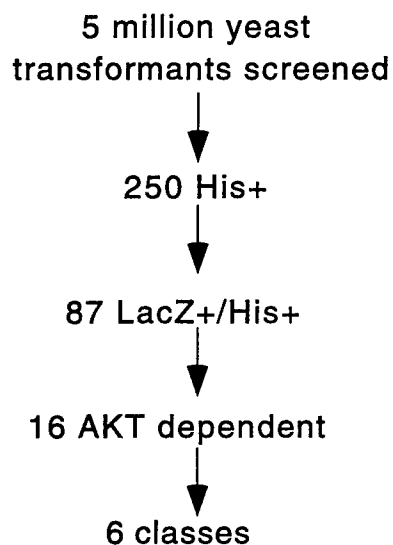 5 million yeast
transformants screened
250 His+
87 LacZ+/His+
16 AKT dependent
6 classes